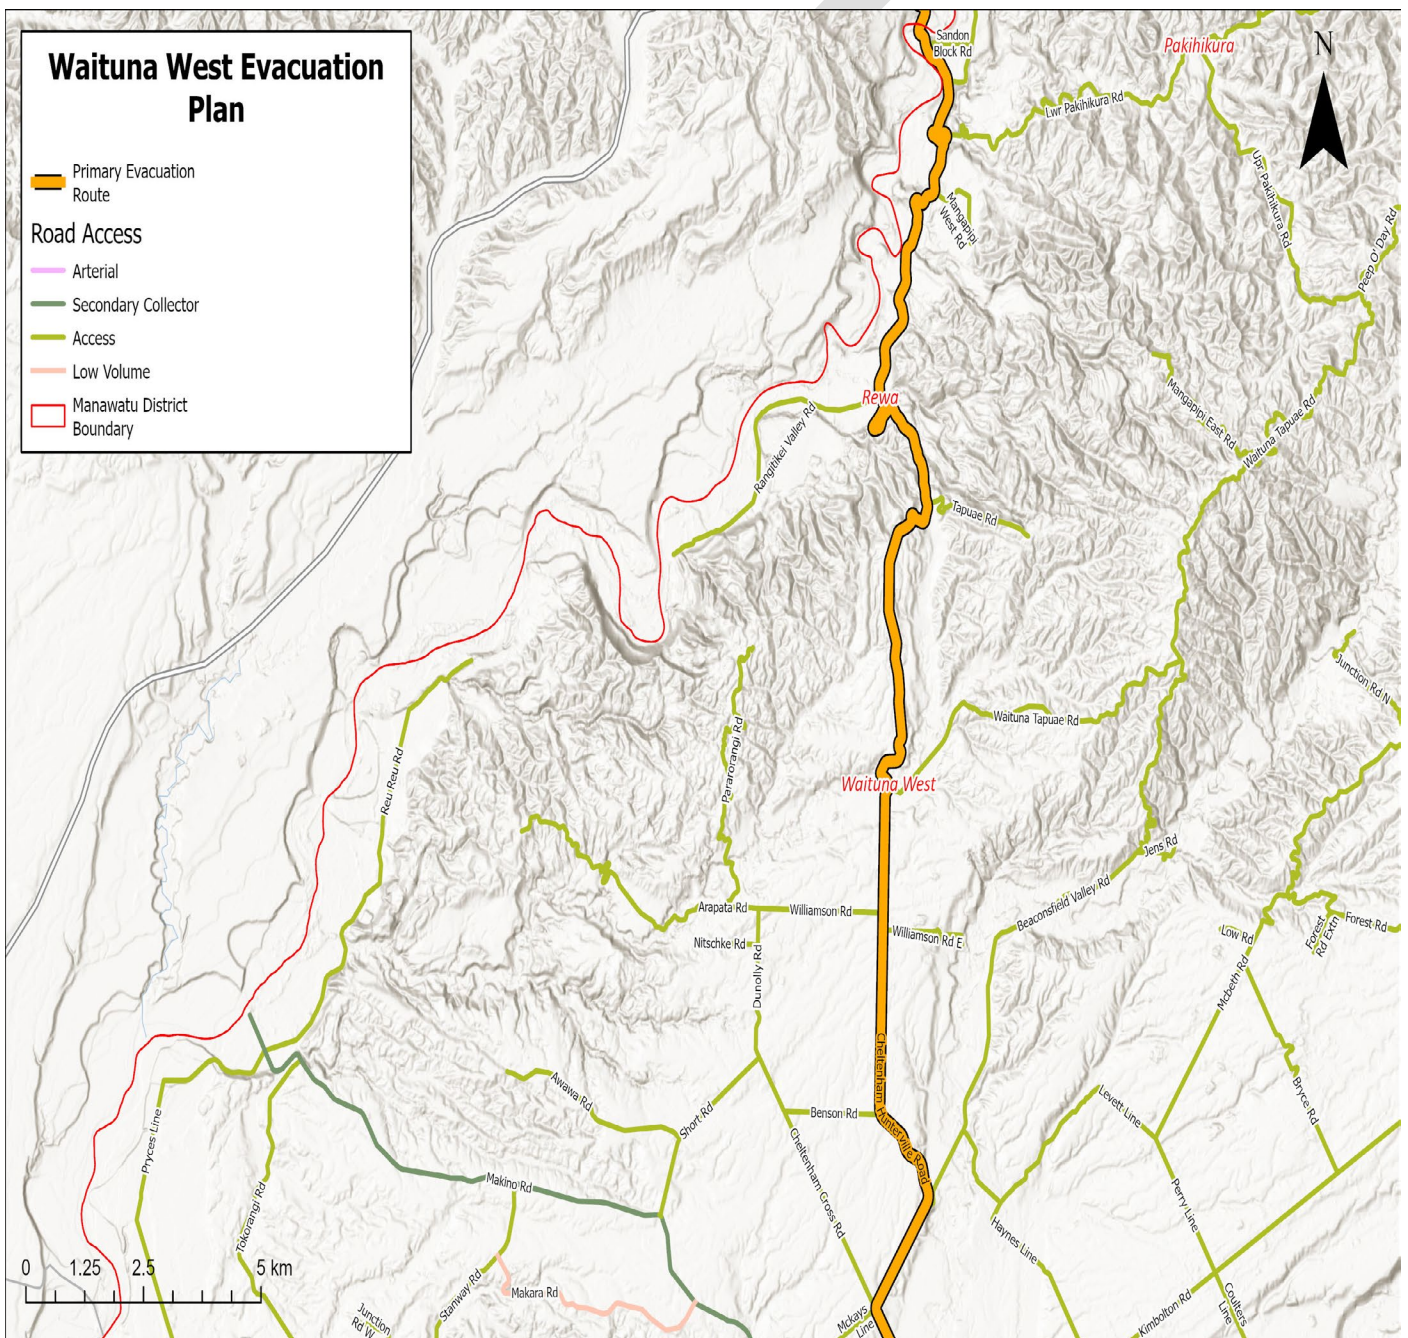 Waituna West Evacuation
Plan
Primary Evacuation
Route
Road Access
Arterial
Secondary Collector
Access
Low Volume
Manawatu District
Boundary
Sandon
Block Rd
Pakihikura
N
Lwr Pakihikura Rd
Upr Pakihikura Rd
Mangapipi
West Rd
Peep O' Day Rd
Rewa
Rangitikei Valley Rd
Mangapipi East Rd
Waituna Tapuae Rd
Tapuae Rd
Junction Rd N
Waituna Tapuae Rd
Pararorangi Rd
Reu Reu Rd
Waituna West
Jens Rd
Beaconsfield Valley Rd
Arapata Rd
Williamson Rd
Nitschke Rd
Williamson Rd E
Low Rd
Forest
Rd Extn
Forest Rd
Dunolly Rd
Mcbeth Rd
Cheltenham Hunterville Road
Awawa Rd
Short Rd
Benson Rd
Levett Line
Bryce Rd
Pryces Line
Cheltenham Cross Rd
Makino Rd
Tokorangi Rd
Perry Line
Haynes Line
0 1.25 2.5 5 km
Stanway Rd
Makara Rd
Junction
Rd W
Mckays
Line
Kimbolton Rd
Coulters
Line